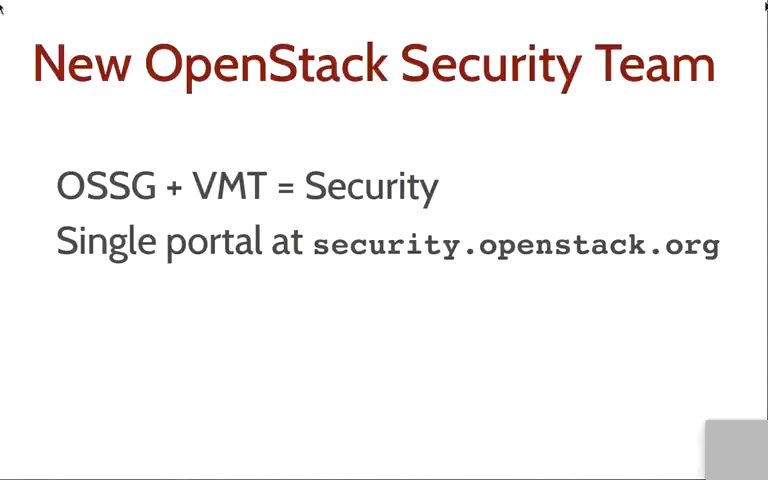 New OpenStack Security Team
OSSG + VMT = Security
Single portal at security.openstack.org